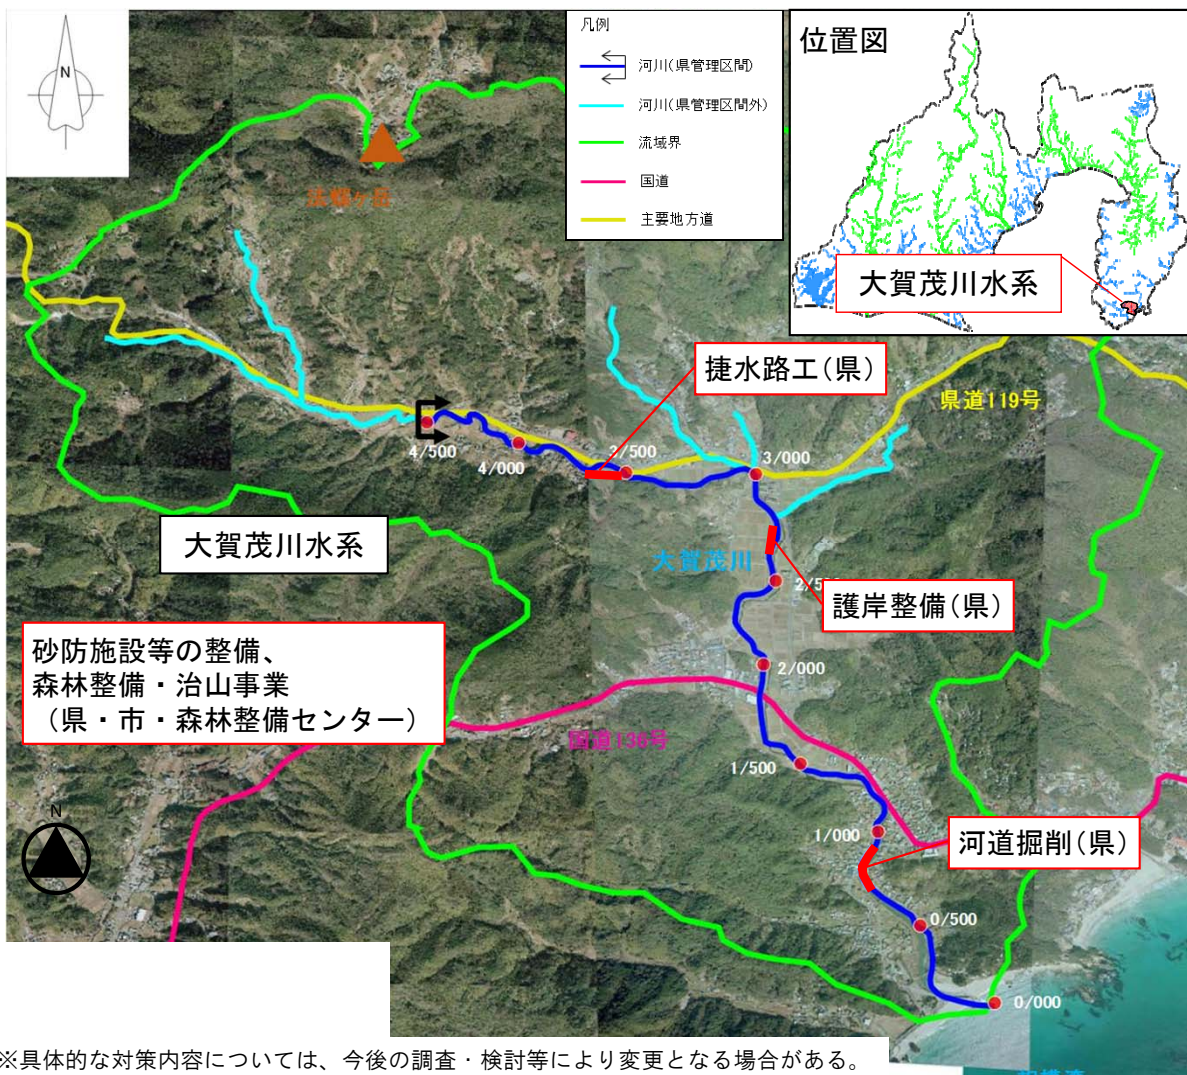 N
凡例
河川(県管理区間)
河川(県管理区間外)
流域界
国道
主要地方道
位置図
大賀茂川水系
捷水路工(県)
県道119号
4/500
4/000
3/500
3/000
大賀茂川水系
大賀茂川
護岸整備(県)
2/000
砂防施設等の整備、
森林整備・治山事業
(県・市・森林整備センター)
国道136号
1/500
N
1/000
河道掘削(県)
0/500
0/000
※具体的な対策内容については、今後の調査・検討等により変更となる場合がある。